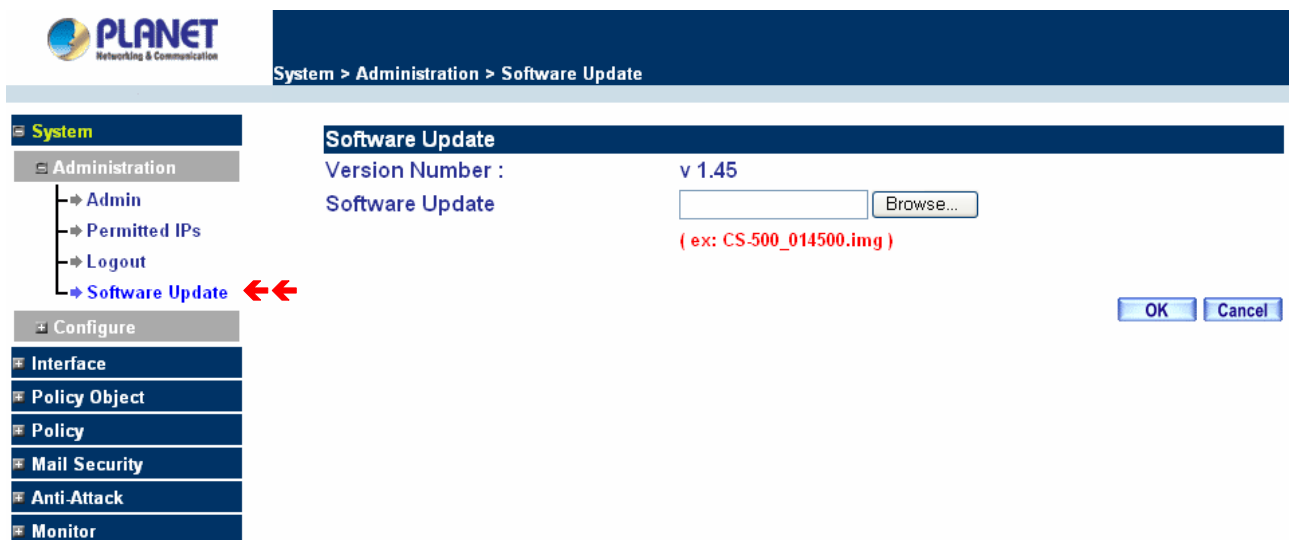 PLANET
Networking & Communication
System > Administration > Software Update
System
Administration
Admin
Permitted IPs
Logout
Software Update
Configure
Interface
Policy Object
Policy
Mail Security
Anti-Attack
Monitor
Software Update
Version Number : v 1.45
Software Update Browse...
( ex: CS-500_014500.img )
OK Cancel